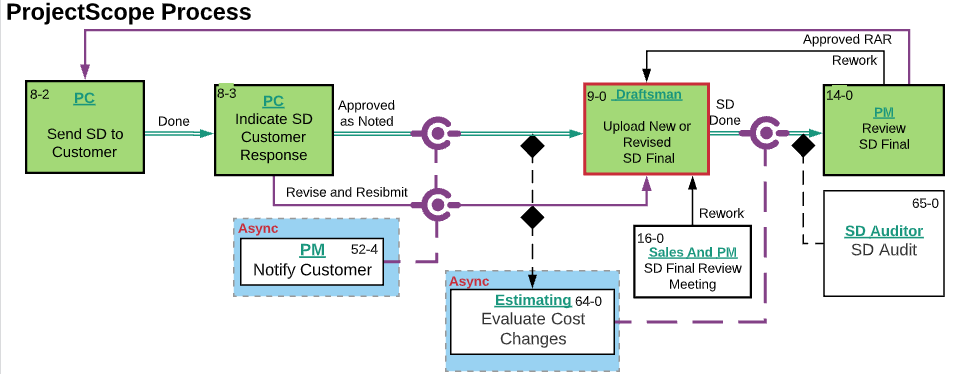 ProjectScope Process
Approved RAR
Rework
8-2
PC
Send SD to
Customer
Done
8-3
PC
Indicate SD
Customer
Response
Approved
as Noted
Revise and Resibmit
9-0
Draftsman
Upload New or
Revised
SD Final
SD
Done
14-0
PM
Review
SD Final
Async
PM
52-4
Notify Customer
Async
Estimating
64-0
Evaluate Cost
Changes
Rework
16-0
Sales And PM
SD Final Review
Meeting
65-0
SD Auditor
SD Audit